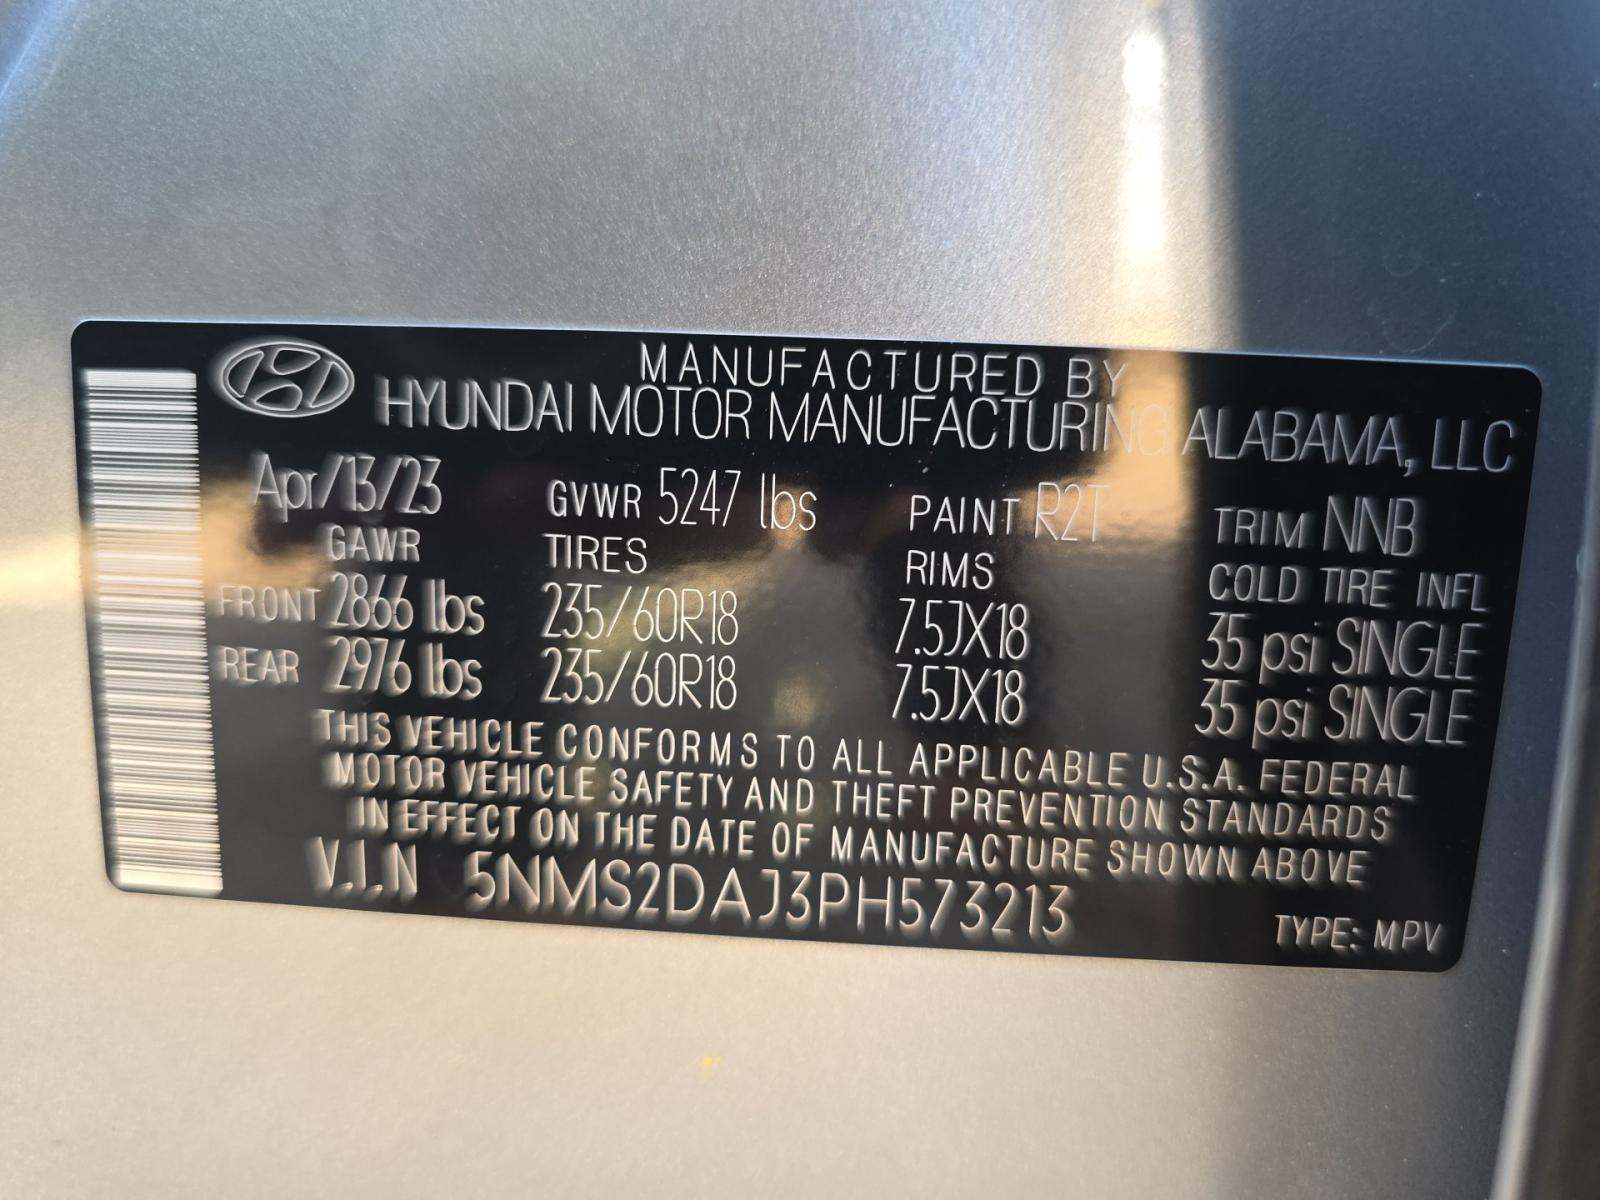 MANUFACTURED BY
HYUNDAI MOTOR MANUFACTURING ALABAMA, LLC
Apr/13/23 GVWR 5247 lbs PAINT R2T TRIM NNB
GAWR TIRES RIMS COLD TIRE INFL
FRONT 2866 lbs 235/60R18 7.5JX18 35 psi SINGLE
REAR 2976 lbs 235/60R18 7.5JX18 35 psi SINGLE
THIS VEHICLE CONFORMS TO ALL APPLICABLE U.S.A. FEDERAL
MOTOR VEHICLE SAFETY AND THEFT PREVENTION STANDARDS
IN EFFECT ON THE DATE OF MANUFACTURE SHOWN ABOVE
V.I.N 5NMS2DAJ3PH573213 TYPE: MPV